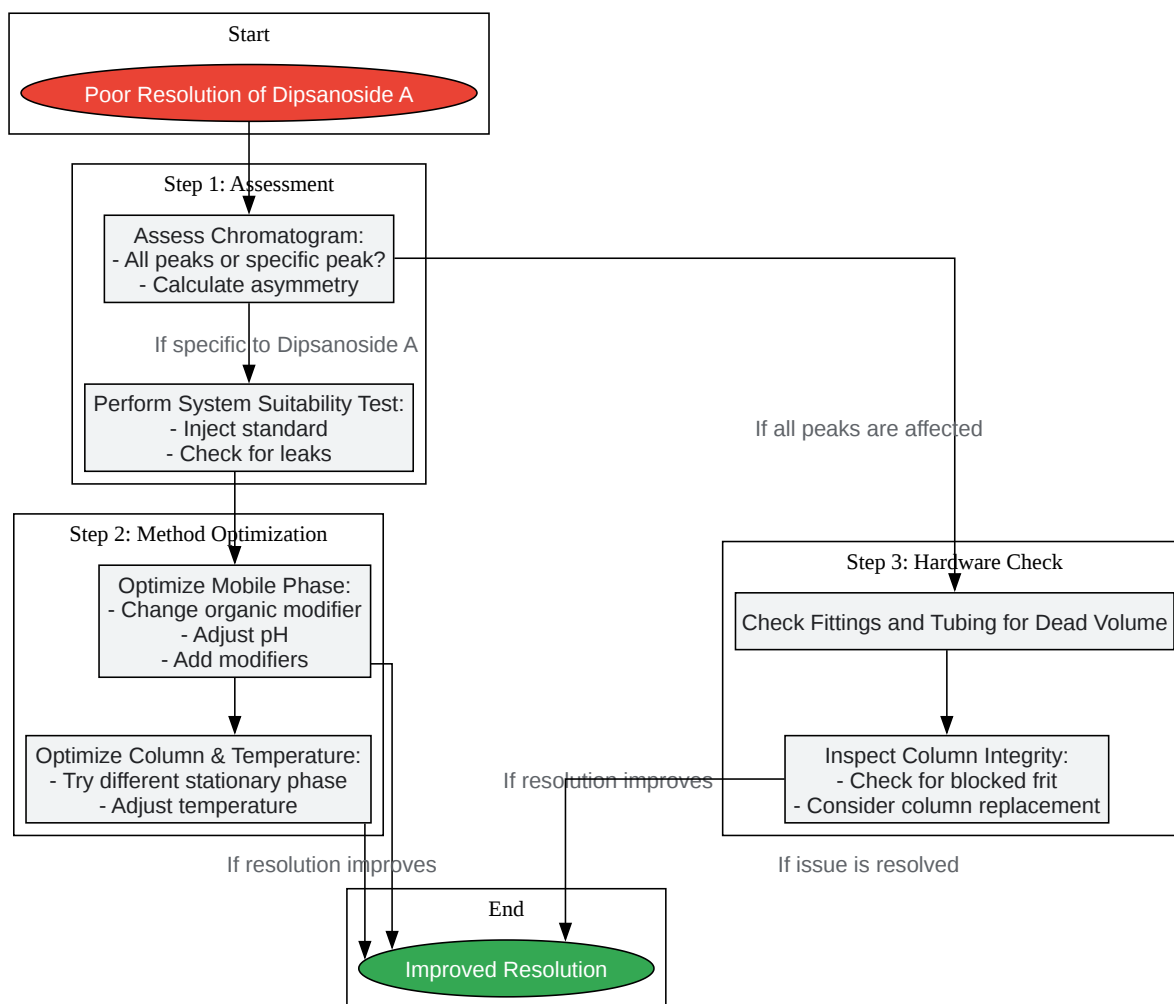 Start
Poor Resolution of Dipsanoside A
Step 1: Assessment
Assess Chromatogram:
- All peaks or specific peak?
- Calculate asymmetry
If specific to Dipsanoside A
Perform System Suitability Test:
- Inject standard
- Check for leaks
If all peaks are affected
Step 2: Method Optimization
Optimize Mobile Phase:
- Change organic modifier
- Adjust pH
- Add modifiers
Optimize Column & Temperature:
- Try different stationary phase
- Adjust temperature
Step 3: Hardware Check
Check Fittings and Tubing for Dead Volume
Inspect Column Integrity:
- Check for blocked frit
- Consider column replacement
If resolution improves
If resolution improves
If issue is resolved
End
Improved Resolution